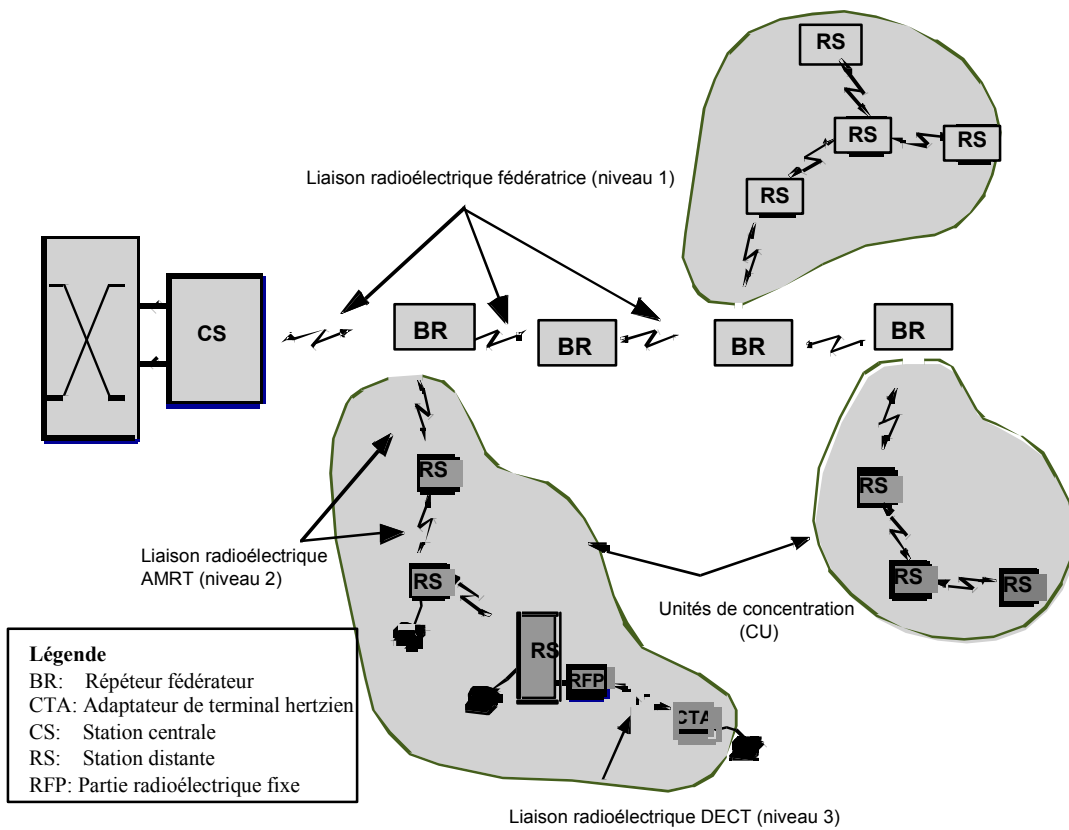 RS
RS
RS
RS
Liaison radioélectrique fédératrice (niveau 1)
CS
BR
BR
BR
BR
RS
RS
RS
RS
RS
RS
Liaison radioélectrique
AMRT (niveau 2)
Unités de concentration
(CU)
RFP
CTA
Légende
BR: Répéteur fédérateur
CTA: Adaptateur de terminal hertzien
CS: Station centrale
RS: Station distante
RFP: Partie radioélectrique fixe
Liaison radioélectrique DECT (niveau 3)